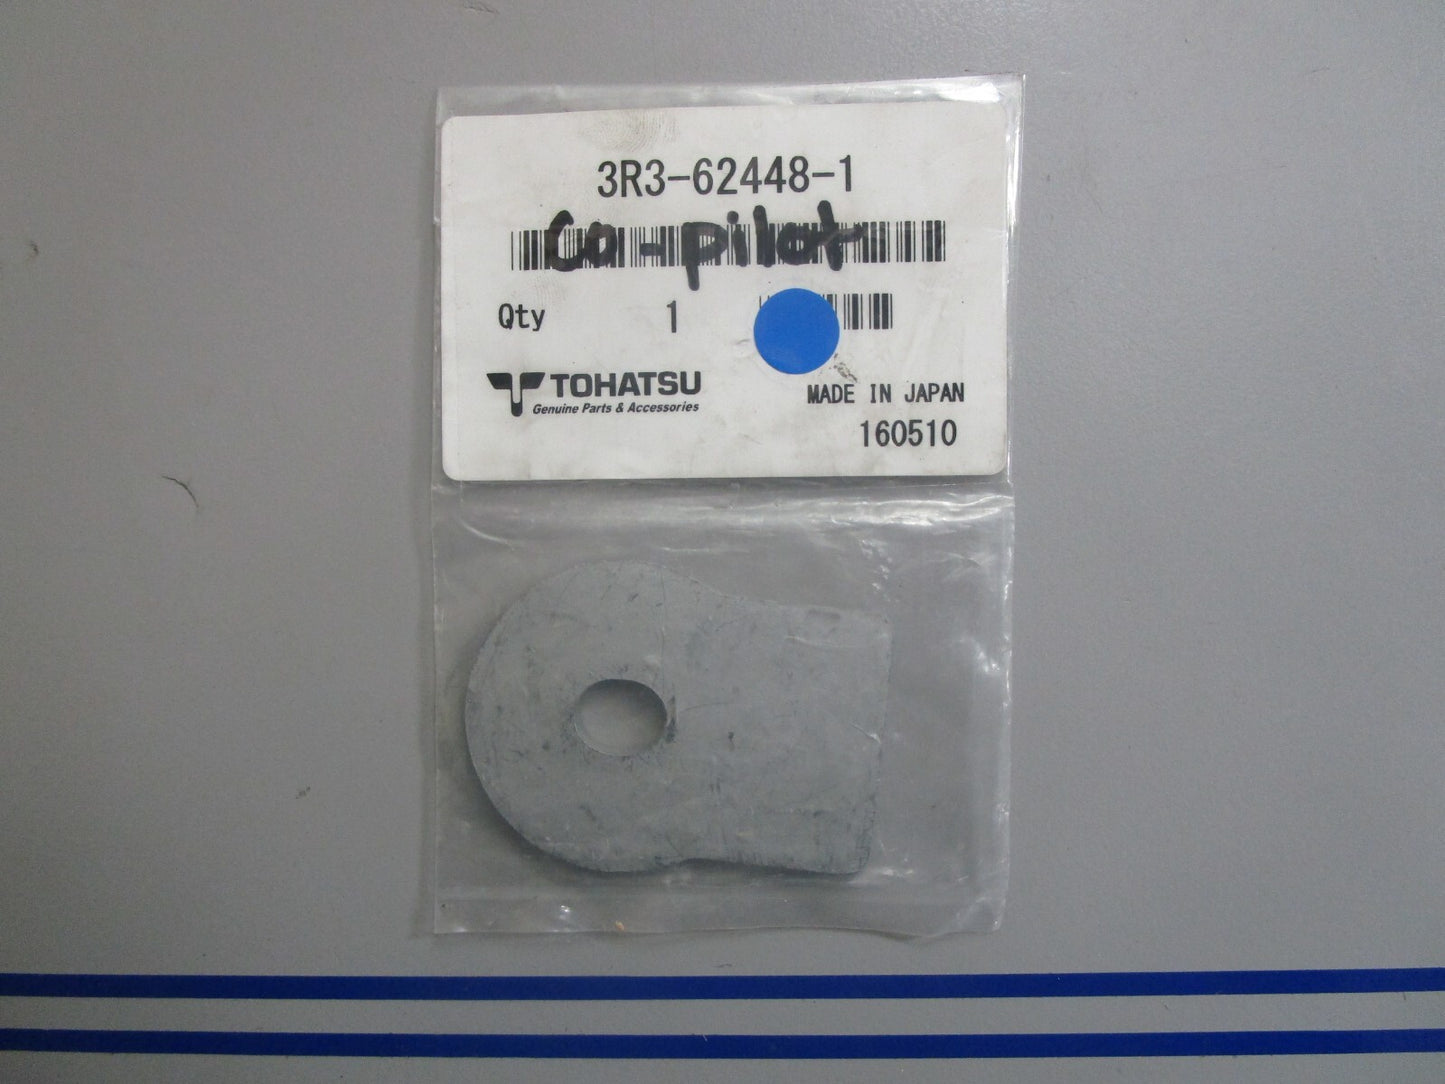 3R3-62448-1
Co-pilot
Qty 1
TOHATSU
Genuine Parts & Accessories
MADE IN JAPAN
160510